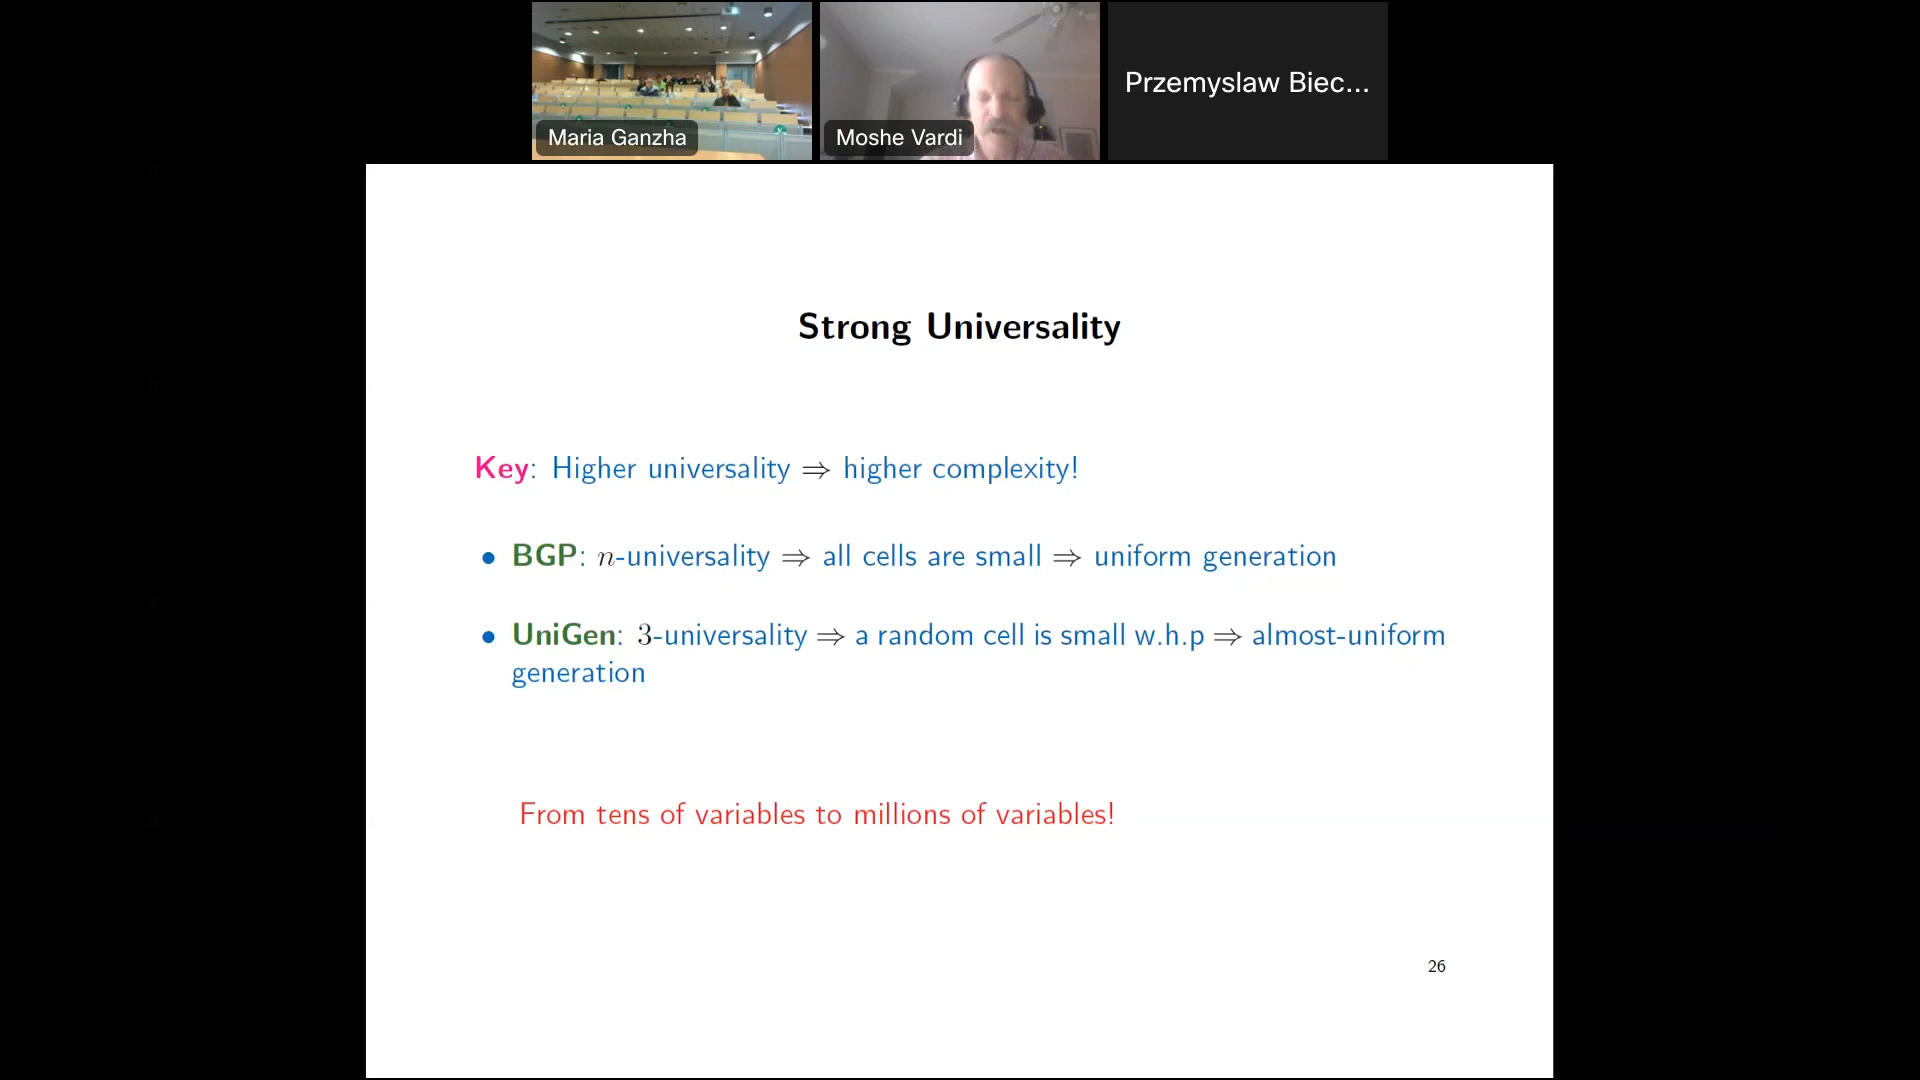 Maria Ganzha
Moshe Vardi
Przemyslaw Biec...
Strong Universality
Key: Higher universality ⇒ higher complexity!
• BGP: n-universality ⇒ all cells are small ⇒ uniform generation
• UniGen: 3-universality ⇒ a random cell is small w.h.p ⇒ almost-uniform
generation
From tens of variables to millions of variables!
26